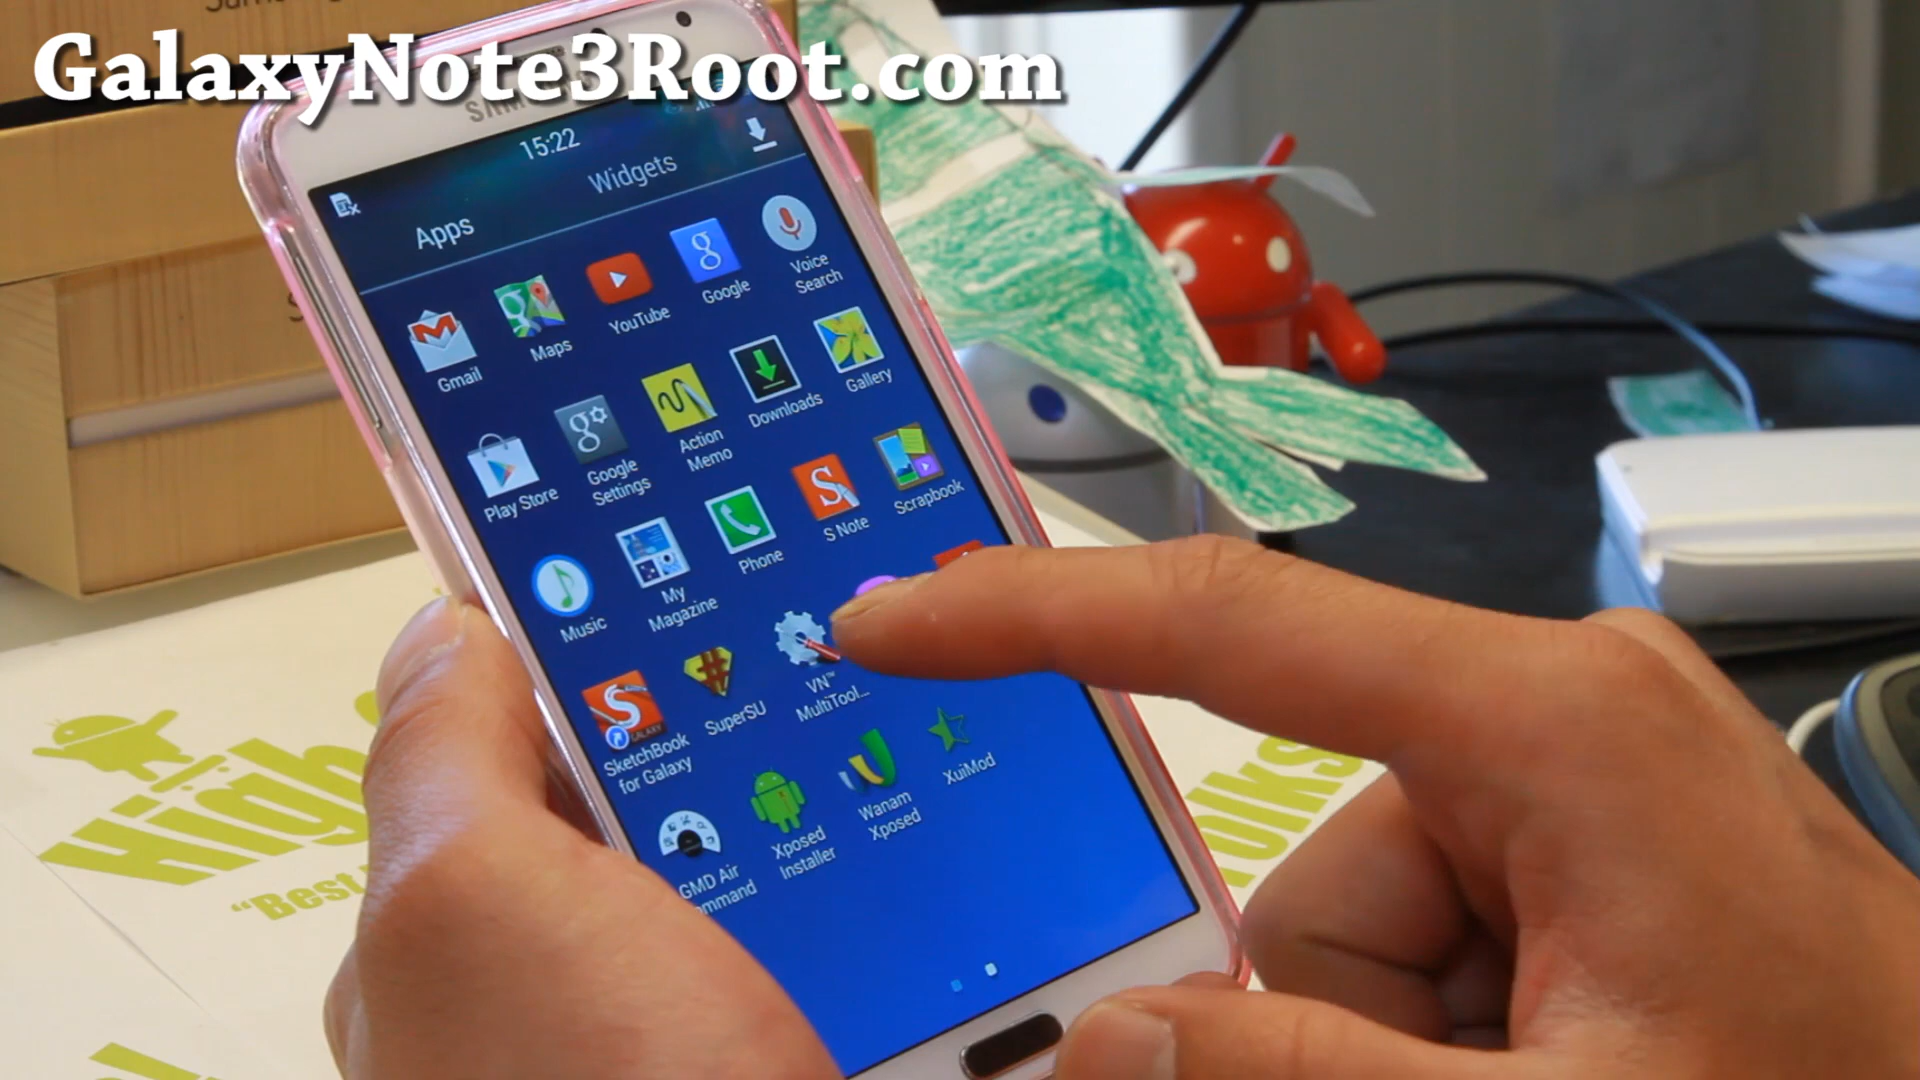 GalaxyNote3Root.com
15:22
Apps
Widgets
Gmail
Maps
YouTube
Google
Voice
Search
Play Store
Google
Settings
Action
Memo
Downloads
Gallery
Music
My
Magazine
Phone
S Note
Scrapbook
SketchBook
for Galaxy
SuperSU
VN™
MultiTool...
GMD Air
Xposed
Installer
Wanam
Xposed
XuiMod
High
"Best